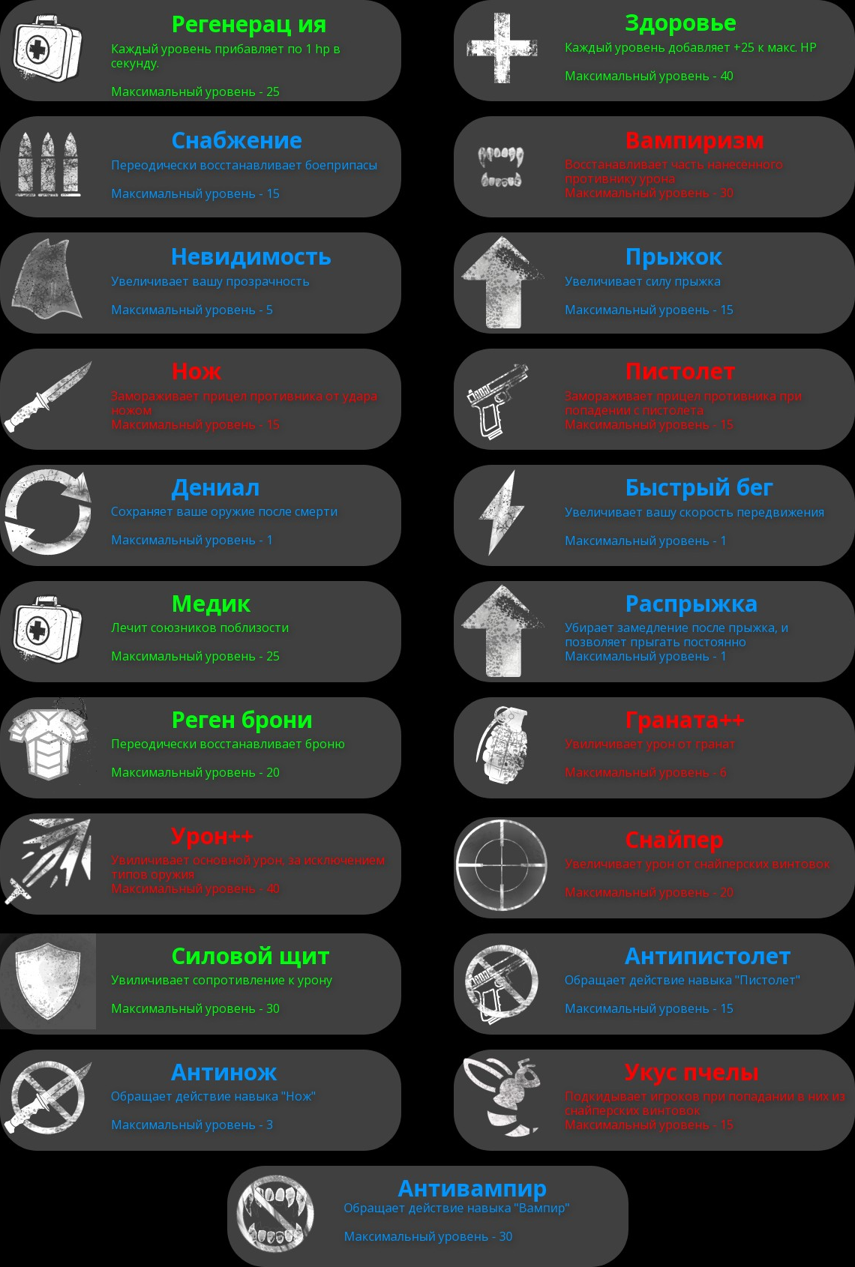 Регенерац ия
Каждый уровень прибавляет по 1 hp в
секунду.
Максимальный уровень - 25
Здоровье
Каждый уровень добавляет +25 к макс. HP
Максимальный уровень - 40
Снабжение
Переодически восстанавливает боеприпасы
Максимальный уровень - 15
Вампиризм
Восстанавливает часть нанесённого
противнику урона
Максимальный уровень - 30
Невидимость
Увеличивает вашу прозрачность
Максимальный уровень - 5
Прыжок
Увеличивает силу прыжка
Максимальный уровень - 15
Нож
Замораживает прицел противника от удара
ножом
Максимальный уровень - 15
Пистолет
Замораживает прицел противника при
попадении с пистолета
Максимальный уровень - 15
Дениал
Сохраняет ваше оружие после смерти
Максимальный уровень - 1
Быстрый бег
Увеличивает вашу скорость передвижения
Максимальный уровень - 1
Медик
Лечит союзников поблизости
Максимальный уровень - 25
Распрыжка
Убирает замедление после прыжка, и
позволяет прыгать постоянно
Максимальный уровень - 1
Реген брони
Переодически восстанавливает броню
Максимальный уровень - 20
Граната++
Увиличивает урон от гранат
Максимальный уровень - 6
Урон++
Увиличивает основной урон, за исключением
типов оружия
Максимальный уровень - 40
Снайпер
Увеличивает урон от снайперских винтовок
Максимальный уровень - 20
Силовой щит
Увиличивает сопротивление к урону
Максимальный уровень - 30
Антипистолет
Обращает действие навыка "Пистолет"
Максимальный уровень - 15
Антинож
Обращает действие навыка "Нож"
Максимальный уровень - 3
Укус пчелы
Подкидывает игроков при попадании в них из
снайперских винтовок
Максимальный уровень - 15
Антивампир
Обращает действие навыка "Вампир"
Максимальный уровень - 30